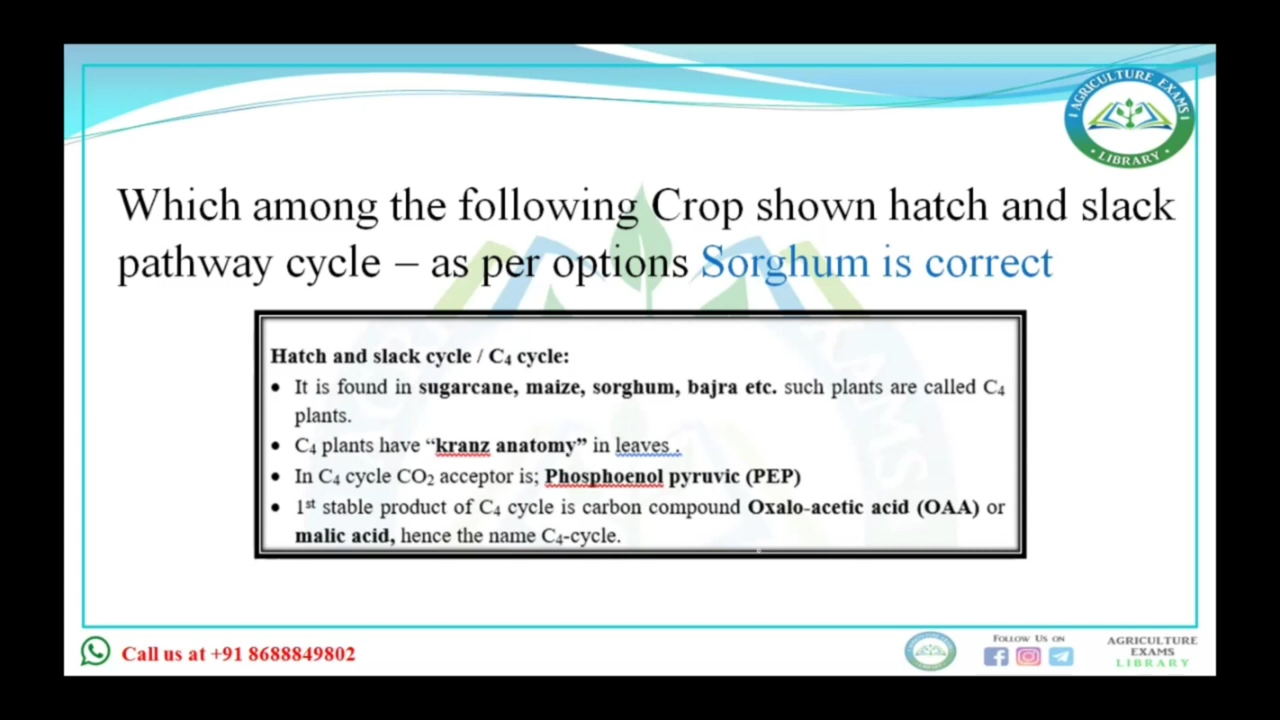 AGRICULTURE EXAMS
LIBRARY
Which among the following Crop shown hatch and slack
pathway cycle – as per options Sorghum is correct
Hatch and slack cycle / C₄ cycle:
• It is found in sugarcane, maize, sorghum, bajra etc. such plants are called C₄
plants.
• C₄ plants have “kranz anatomy” in leaves .
• In C₄ cycle CO₂ acceptor is; Phosphoenol pyruvic (PEP)
• 1st stable product of C₄ cycle is carbon compound Oxalo-acetic acid (OAA) or
malic acid, hence the name C₄-cycle.
Call us at +91 8688849802
FOLLOW US ON
AGRICULTURE
EXAMS
LIBRARY